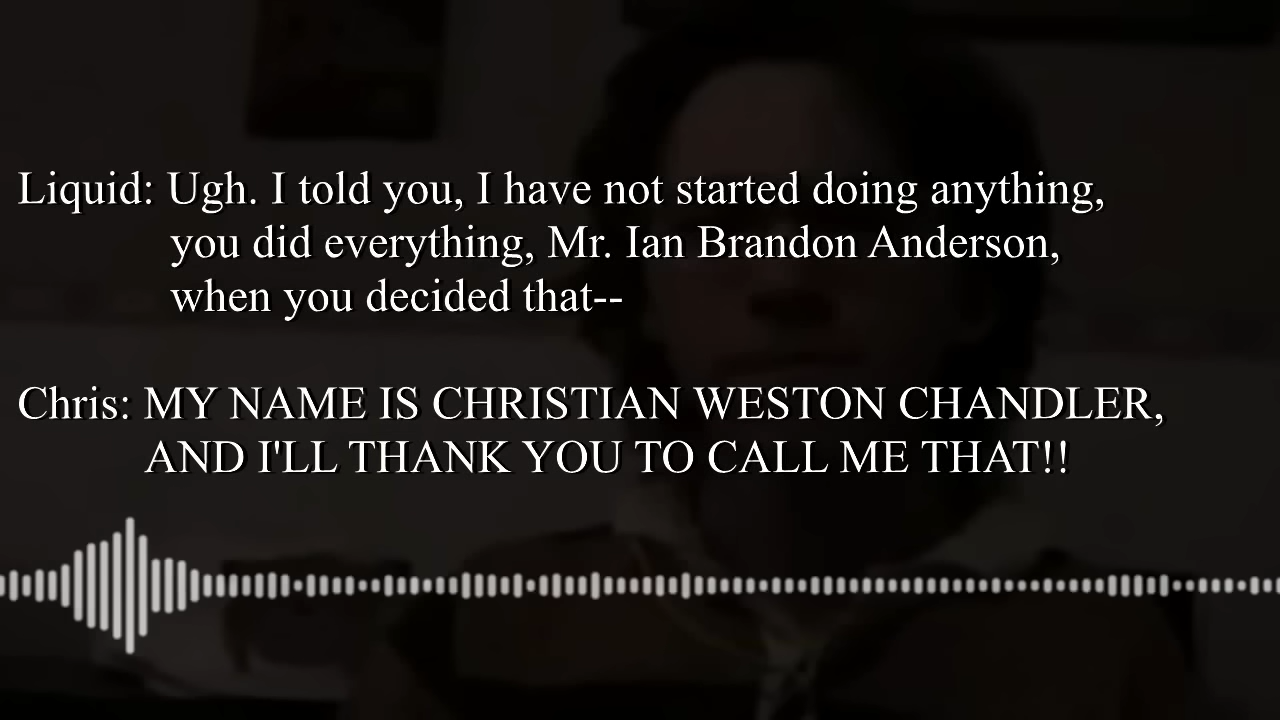 Liquid: Ugh. I told you, I have not started doing anything,
you did everything, Mr. Ian Brandon Anderson,
when you decided that--
Chris: MY NAME IS CHRISTIAN WESTON CHANDLER,
AND I'LL THANK YOU TO CALL ME THAT!!